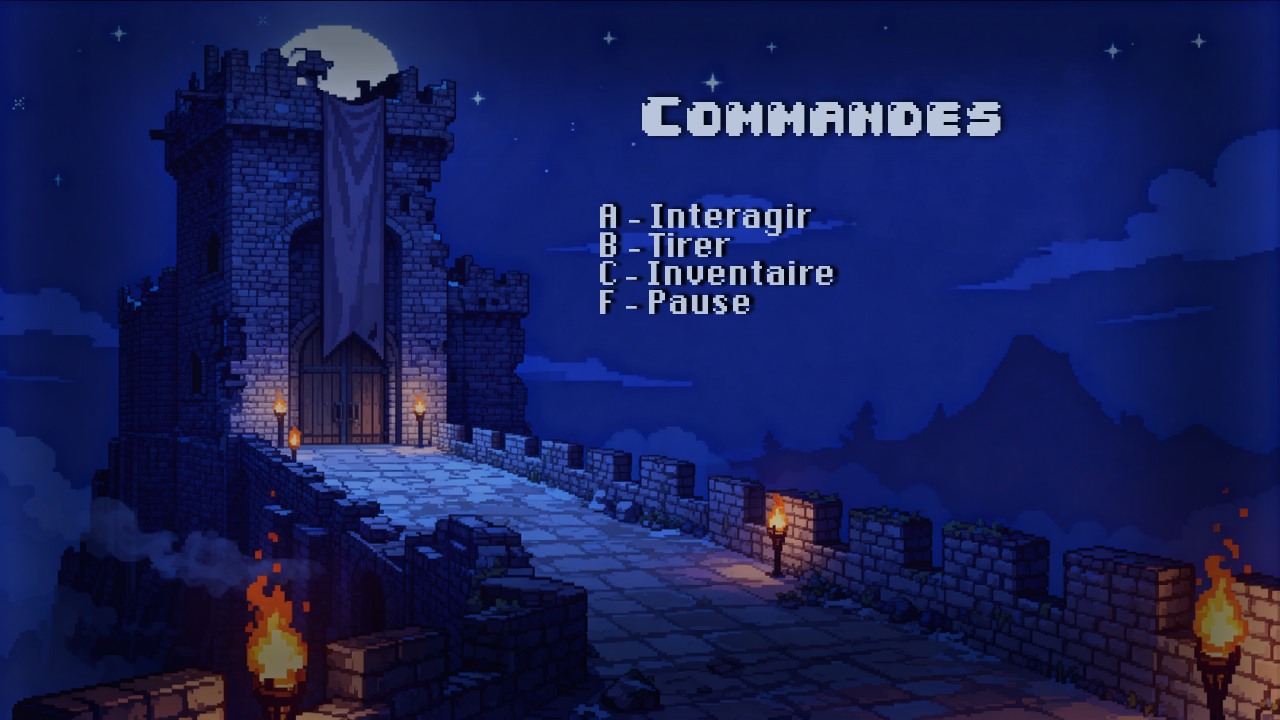 Commandes
A - Interagir
B - Tirer
C - Inventaire
F - Pause